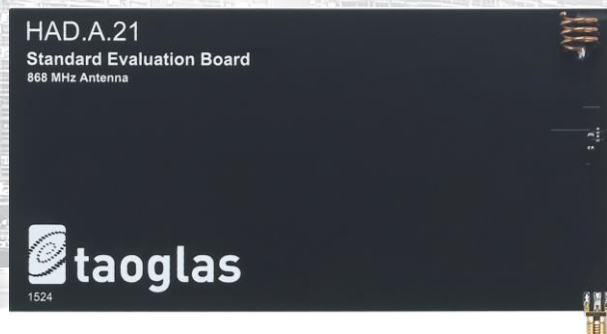 HAD.A.21
Standard Evaluation Board
868 MHz Antenna
taoglas
1524